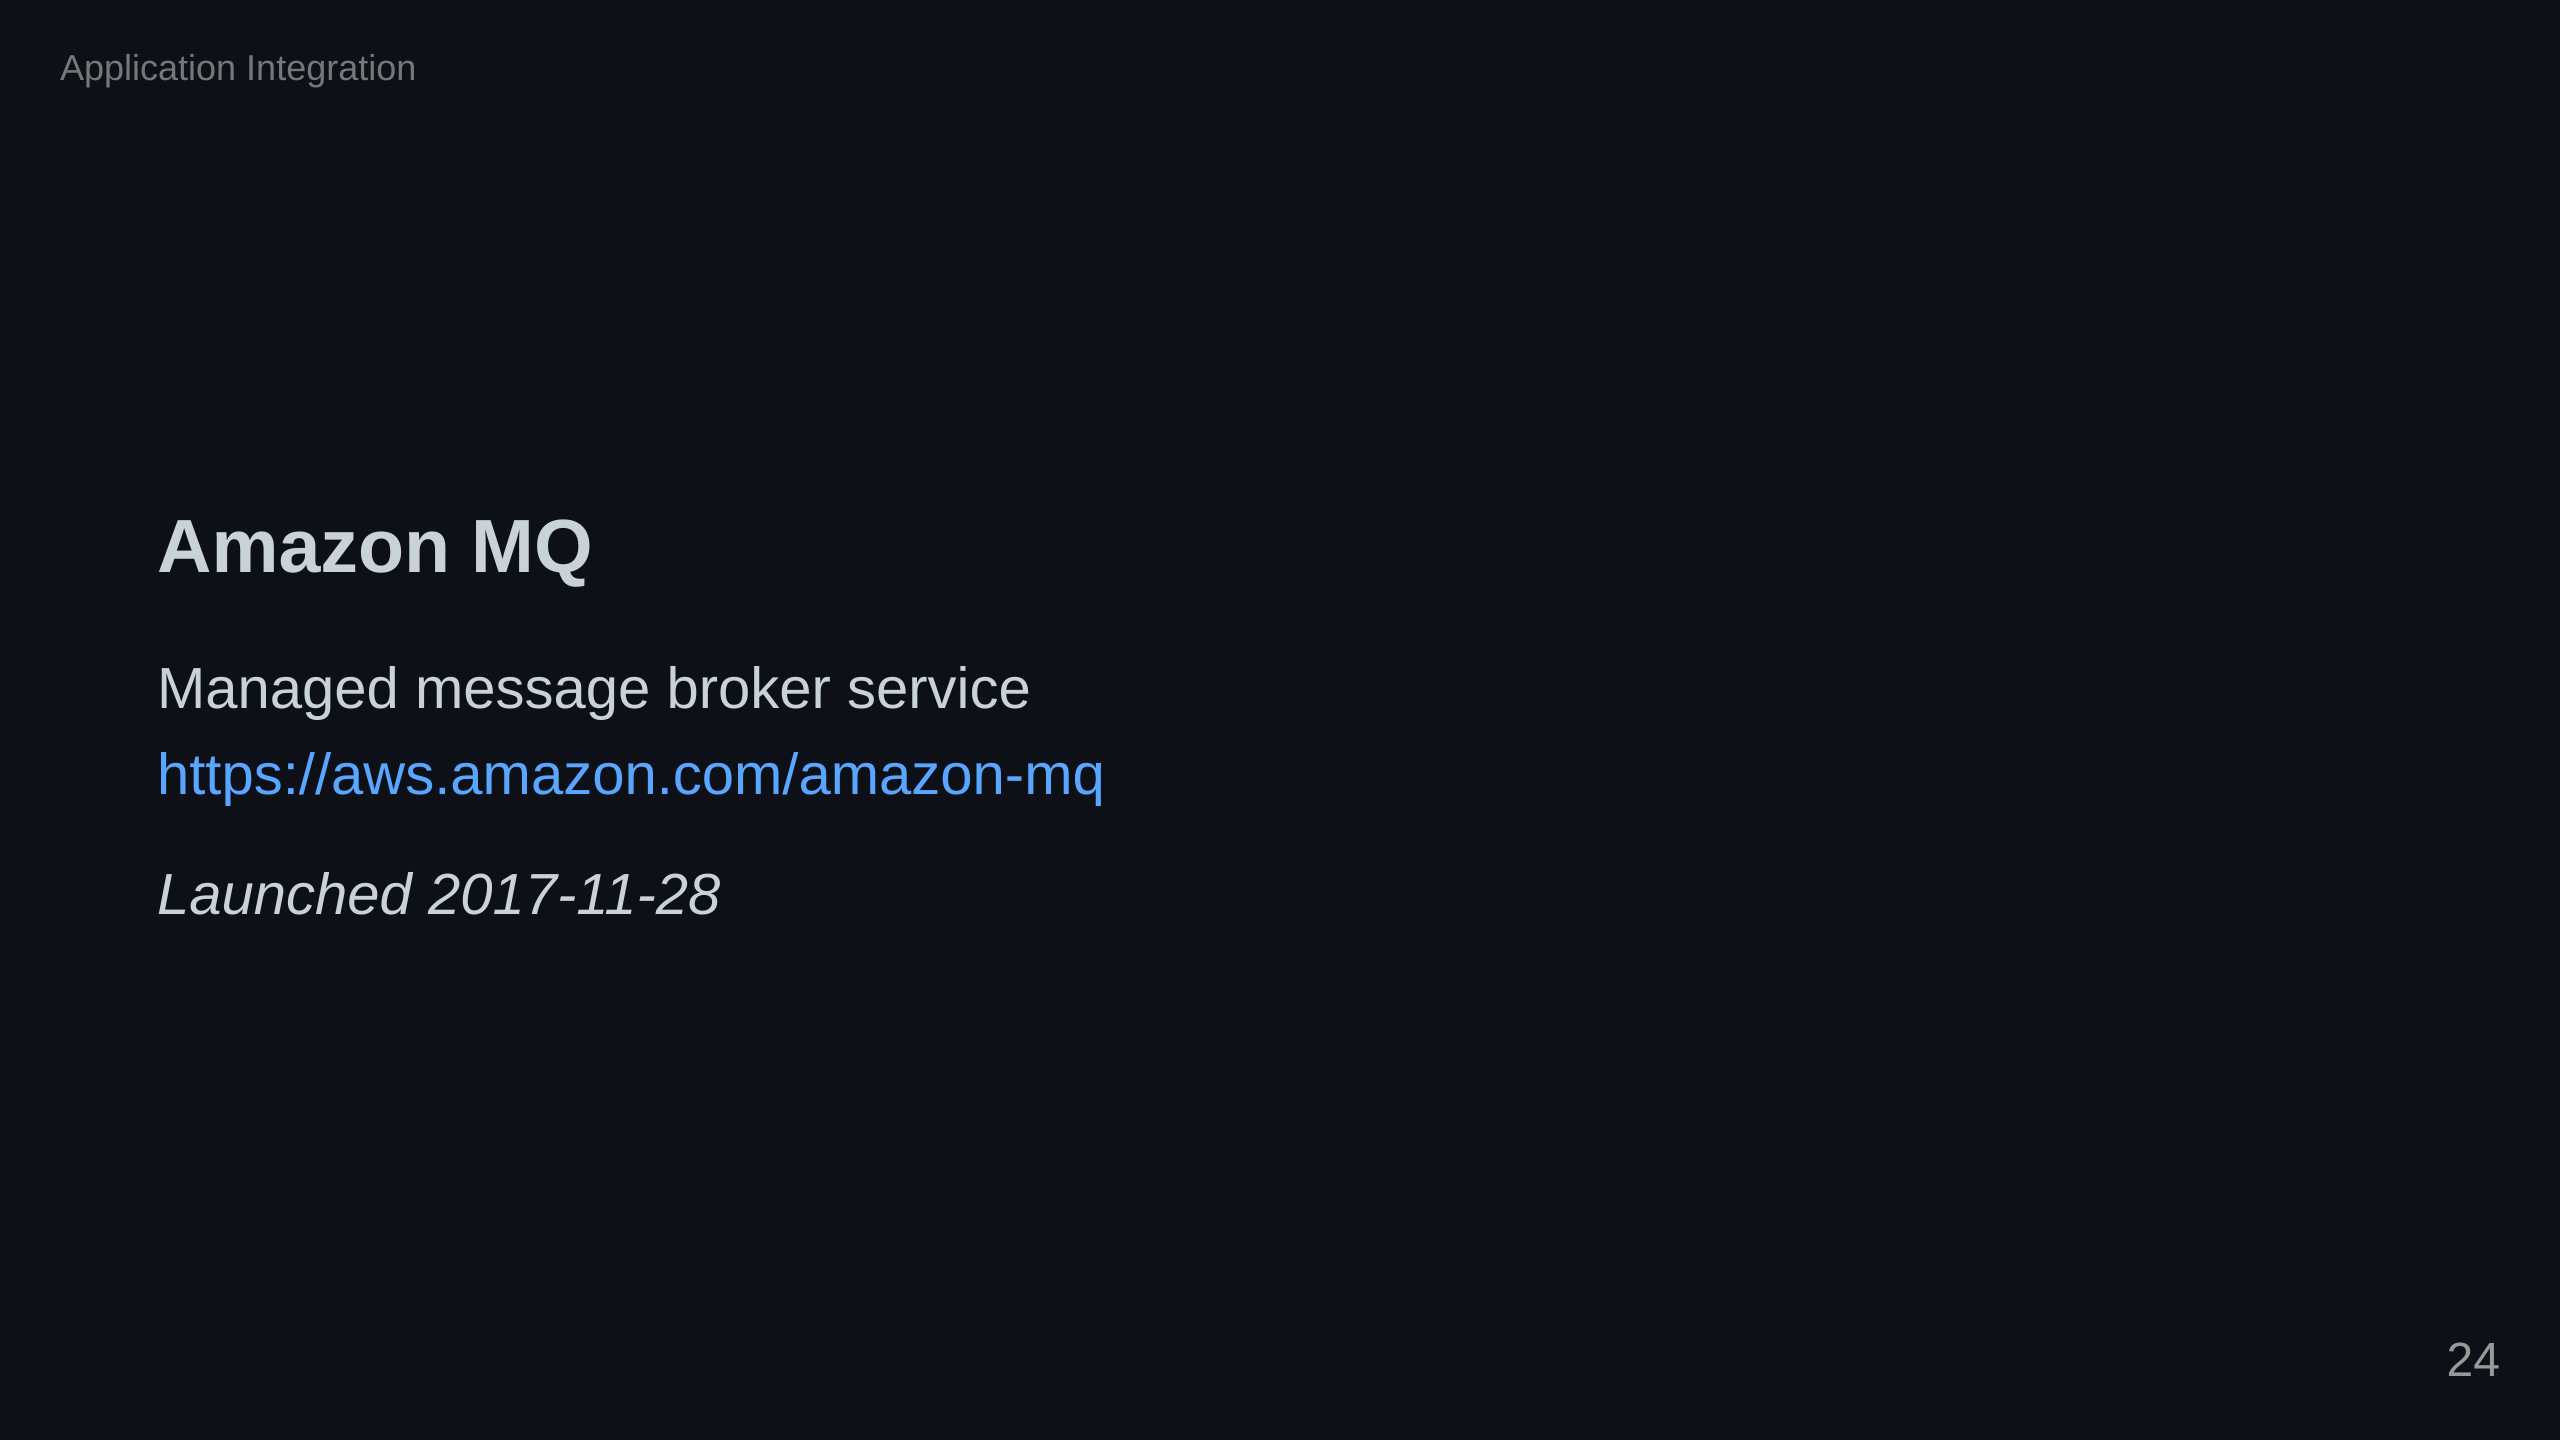 Application Integration
Amazon MQ
Managed message broker service
https://aws.amazon.com/amazon-mq
Launched 2017-11-28
24